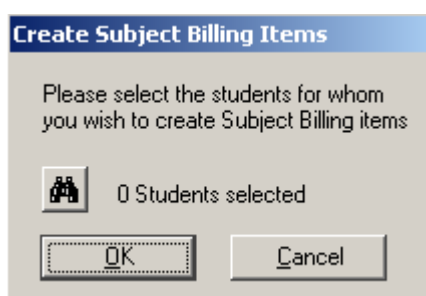 Create Subject Billing Items
Please select the students for whom
you wish to create Subject Billing items
0 Students selected
OK
Cancel